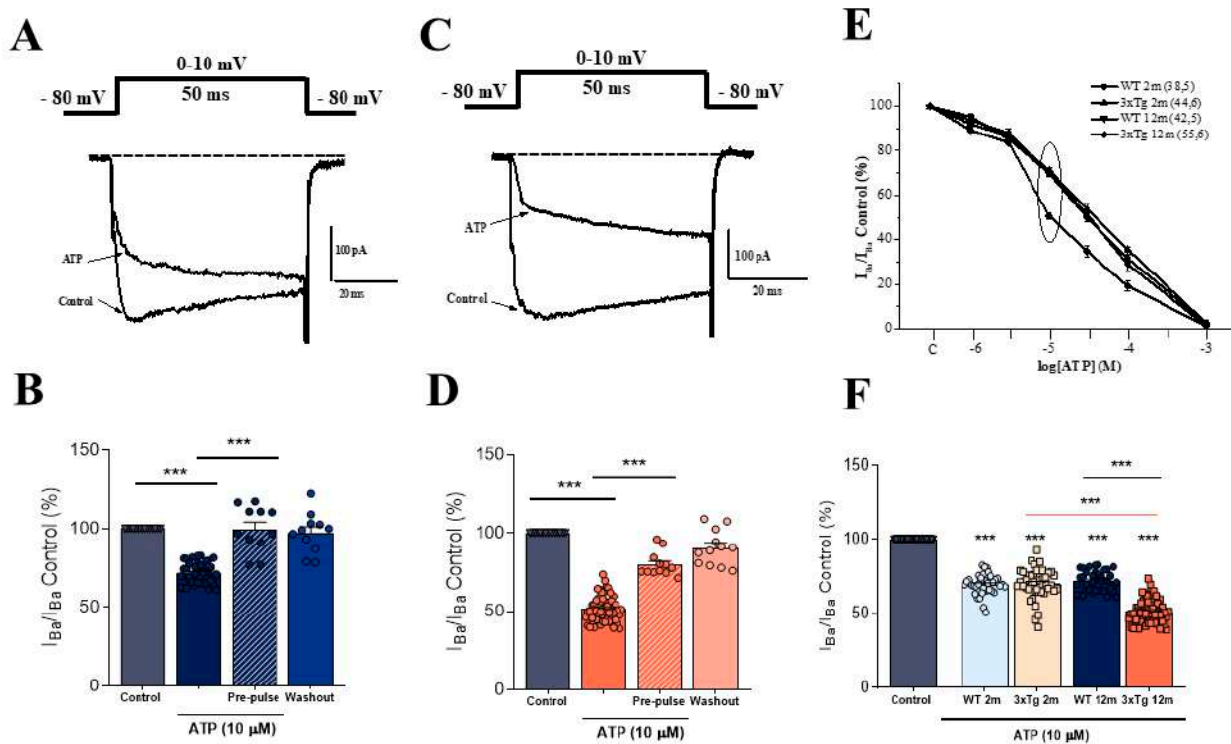 A
0-10 mV
50 ms
- 80 mV
- 80 mV
ATP
Control
100 pA
20 ms
C
0-10 mV
50 ms
- 80 mV
- 80 mV
ATP
Control
100 pA
20 ms
E
WT 2m (38,5)
3xTg 2m (44,6)
WT 12m (42,5)
3xTg 12m (55,6)
I_Ba/I_Ba Control (%)
100
80
60
40
20
0
C
-6
-5
-4
-3
log[ATP] (M)
B
I_Ba/I_Ba Control (%)
150
100
50
0
***
***
Control
Pre-pulse
Washout
ATP (10 µM)
D
I_Ba/I_Ba Control (%)
150
100
50
0
***
***
Control
Pre-pulse
Washout
ATP (10 µM)
F
I_Ba/I_Ba Control (%)
150
100
50
0
***
***
*** *** *** ***
Control
WT 2m
3xTg 2m
WT 12m
3xTg 12m
ATP (10 µM)